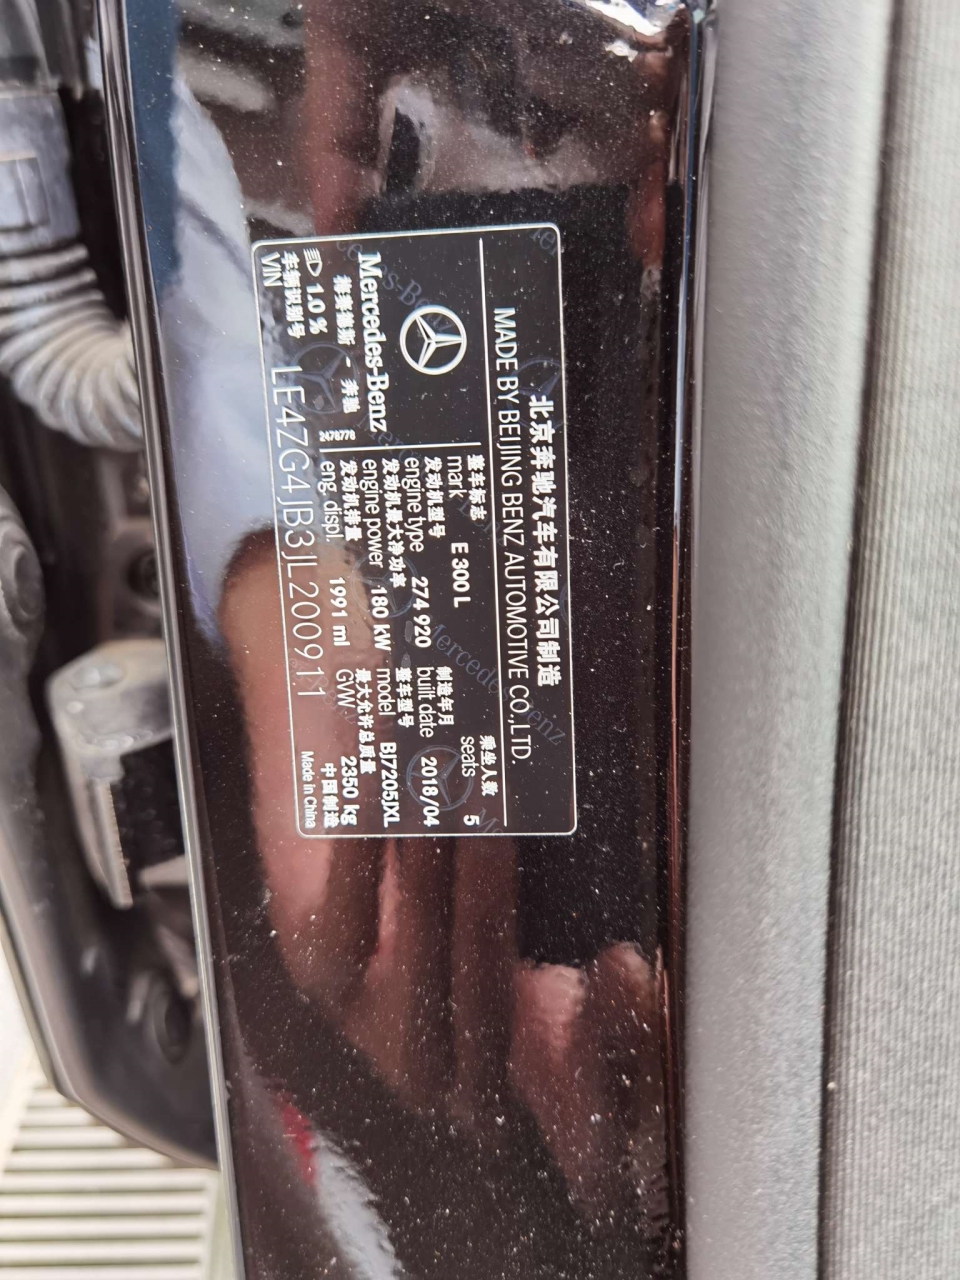 北京奔驰汽车有限公司制造
MADE BY BEIJING BENZ AUTOMOTIVE CO.,LTD.
乘坐人数
seats 5
整车标志
mark E 300 L
制造年月
built date 2018/04
发动机型号
engine type 274 920
整车型号
model BJ7205JXL
发动机最大净功率
engine power 180 kW
最大允许总质量
GVW 2350 kg
发动机排量
eng. displ. 1991 ml
中国制造
Made in China
Mercedes-Benz
梅赛德斯 - 奔驰
2478778
1.0 %
车辆识别号
VIN LE4ZG4JB3JL200911